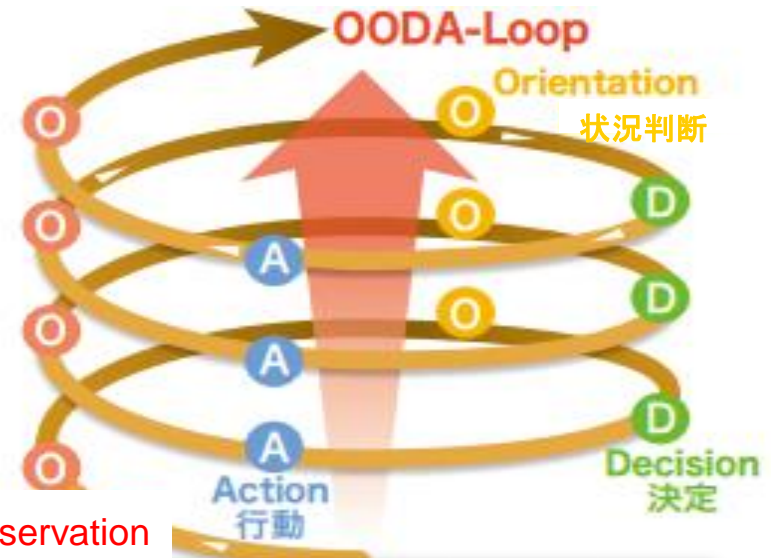 OODA-Loop
Orientation
状況判断
O
O
D
A
O
O
D
A
O
O
D
A
O
Decision
決定
Action
行動
servation